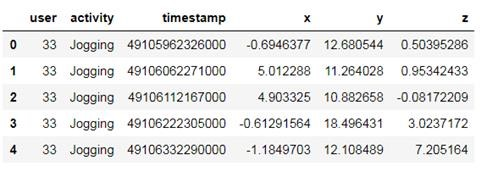 user activity timestamp x y z
0 33 Jogging 49105962326000 -0.6946377 12.680544 0.50395286
1 33 Jogging 49106062271000 5.012288 11.264028 0.95342433
2 33 Jogging 49106112167000 4.903325 10.882658 -0.08172209
3 33 Jogging 49106222305000 -0.61291564 18.496431 3.0237172
4 33 Jogging 49106332290000 -1.1849703 12.108489 7.205164